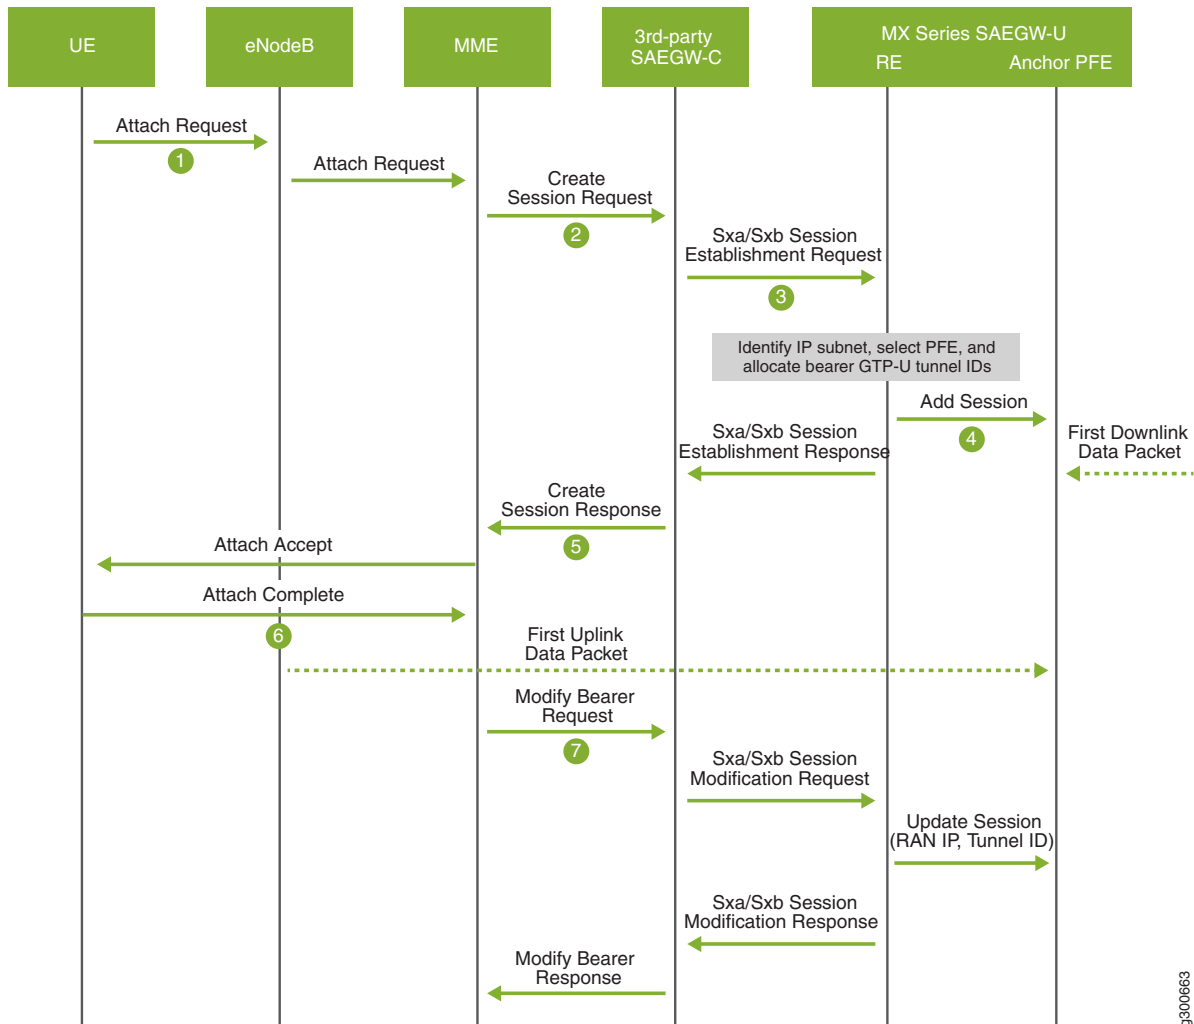 UE
eNodeB
MME
3rd-party
SAEGW-C
MX Series SAEGW-U
RE
Anchor PFE
Attach Request
1
Attach Request
Create
Session Request
2
Sxa/Sxb Session
Establishment Request
3
Identify IP subnet, select PFE, and
allocate bearer GTP-U tunnel IDs
Add Session
4
First Downlink
Data Packet
Sxa/Sxb Session
Establishment Response
Create
Session Response
5
Attach Accept
Attach Complete
6
First Uplink
Data Packet
Modify Bearer
Request
7
Sxa/Sxb Session
Modification Request
Update Session
(RAN IP, Tunnel ID)
Sxa/Sxb Session
Modification Response
Modify Bearer
Response
g300663